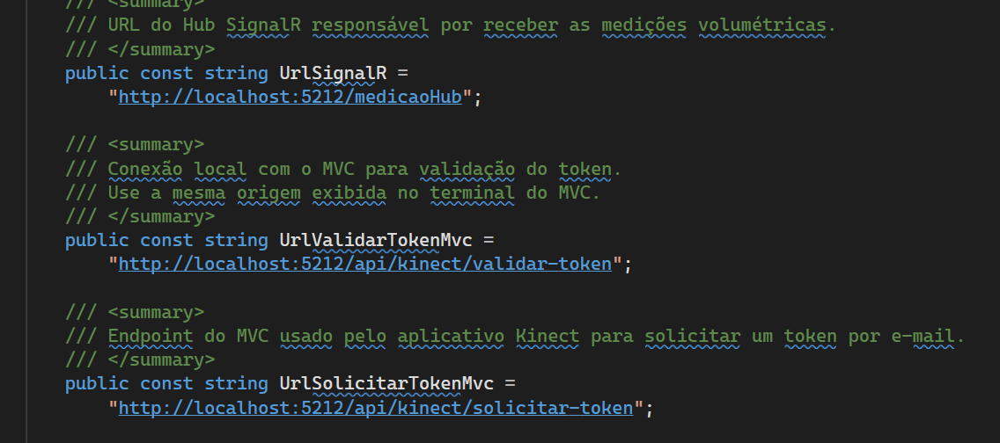 /// <summary>
/// URL do Hub SignalR responsável por receber as medições volumétricas.
/// </summary>
public const string UrlSignalR =
"http://localhost:5212/medicaoHub";
/// <summary>
/// Conexão local com o MVC para validação do token.
/// Use a mesma origem exibida no terminal do MVC.
/// </summary>
public const string UrlValidarTokenMvc =
"http://localhost:5212/api/kinect/validar-token";
/// <summary>
/// Endpoint do MVC usado pelo aplicativo Kinect para solicitar um token por e-mail.
/// </summary>
public const string UrlSolicitarTokenMvc =
"http://localhost:5212/api/kinect/solicitar-token";